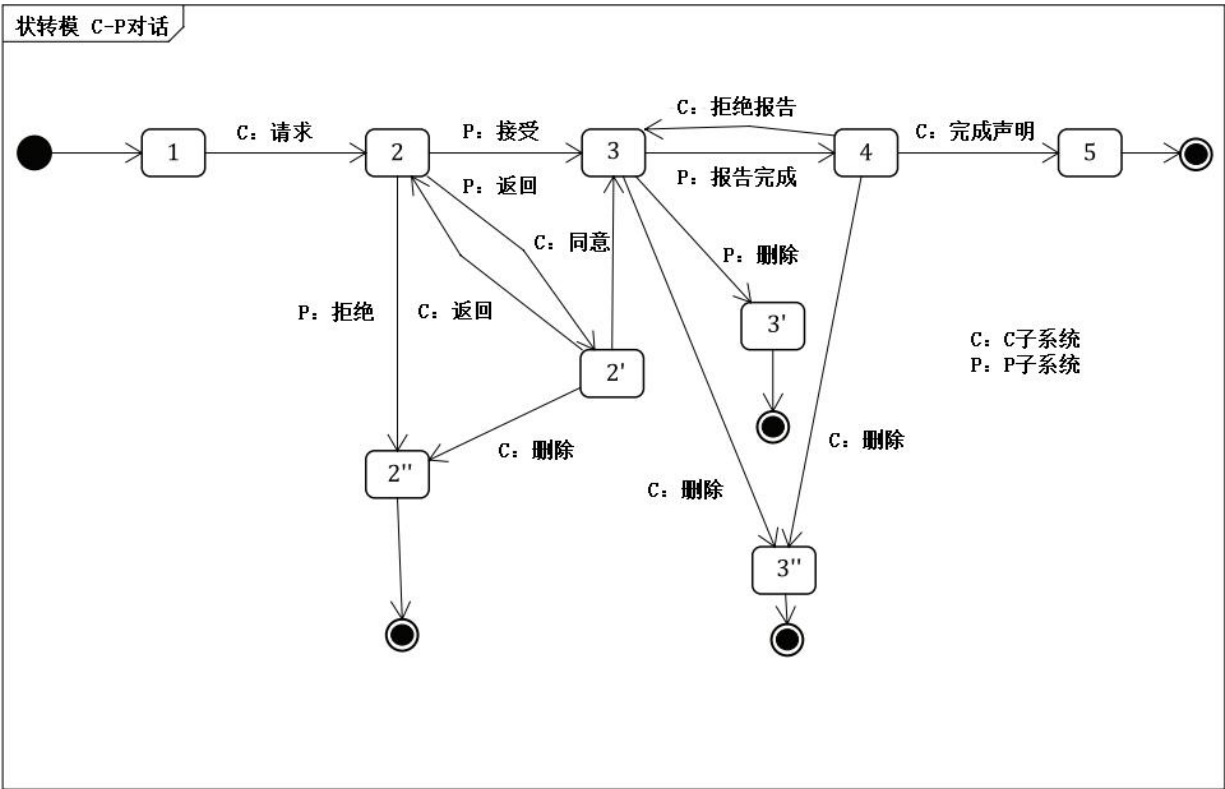 状转模 C-P对话
C: 拒绝报告
C: 请求
P: 接受
C: 完成声明
1
2
3
4
5
P: 返回
P: 报告完成
C: 同意
P: 删除
P: 拒绝
C: 返回
3'
C: C子系统
P: P子系统
2'
C: 删除
C: 删除
2''
C: 删除
3''